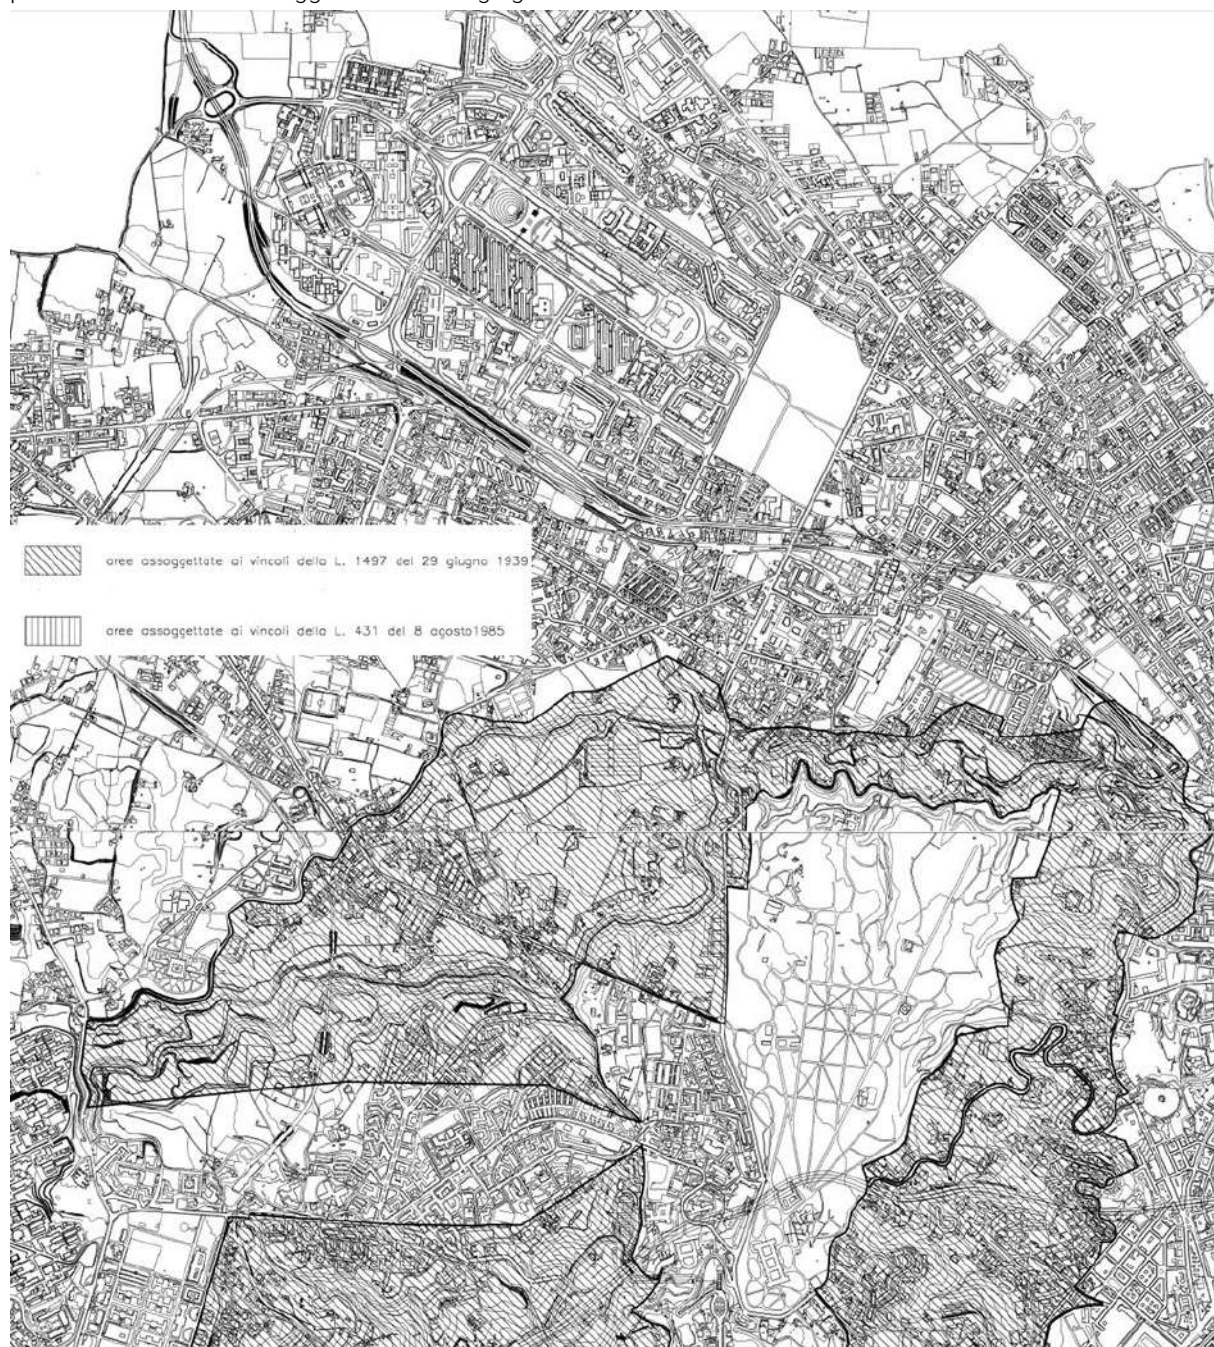 aree assoggettate ai vincoli della L. 1497 del 29 giugno 1939
aree assoggettate ai vincoli della L. 431 del 8 agosto1985